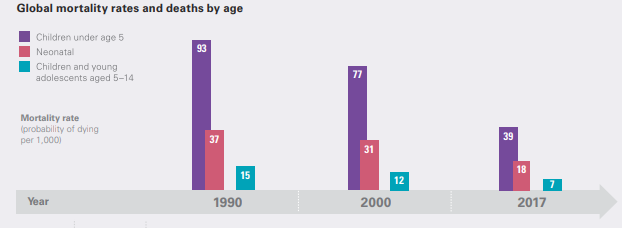 Global mortality rates and deaths by age
Children under age 5
Neonatal
Children and young
adolescents aged 5–14
Mortality rate
(probability of dying
per 1,000)
93
37
15
77
31
12
39
18
7
Year
1990
2000
2017